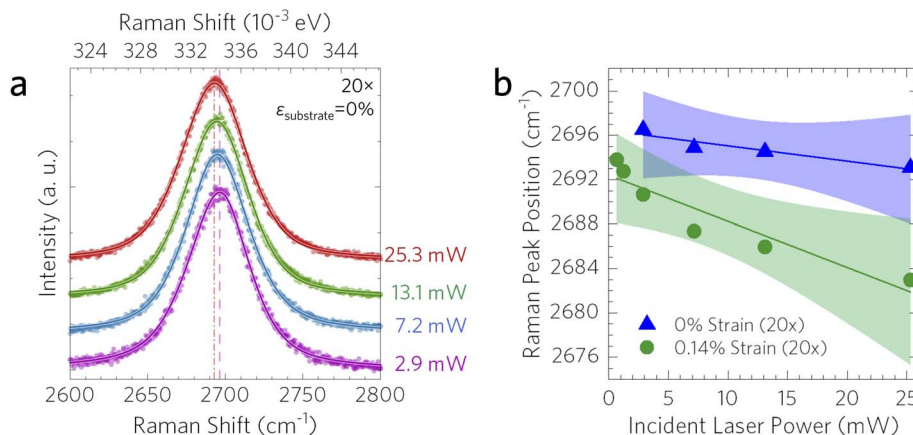 a
Raman Shift (10⁻³ eV)
324 328 330 332 334 336 340 344
20×
εsubstrate=0%
Intensity (a. u.)
25.3 mW
13.1 mW
7.2 mW
2.9 mW
2600 2650 2700 2750 2800
Raman Shift (cm⁻¹)
b
Raman Peak Position (cm⁻¹)
2700
2696
2692
2688
2684
2680
2676
0% Strain (20x)
0.14% Strain (20x)
0 5 10 15 20 25
Incident Laser Power (mW)